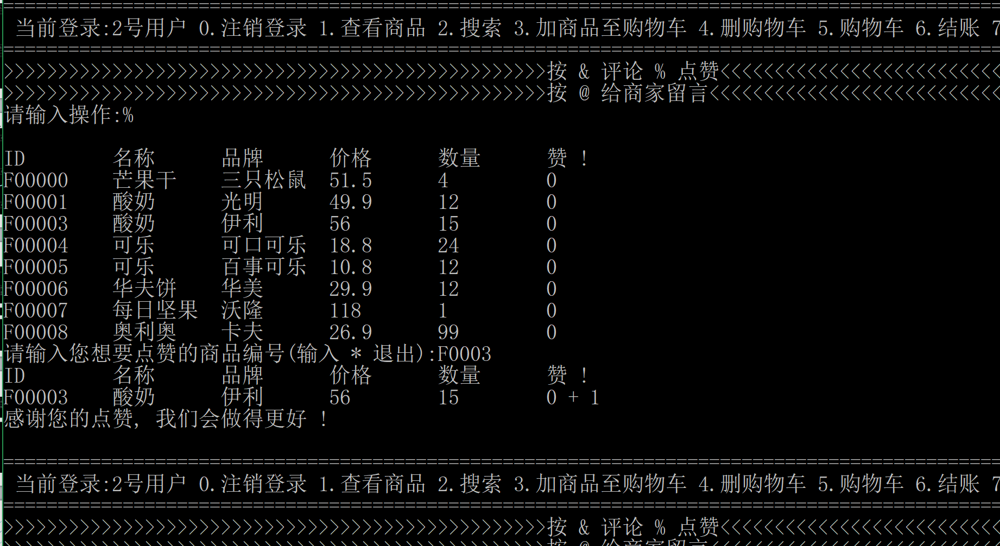 ================================================================================
当前登录:2号用户 0.注销登录 1.查看商品 2.搜索 3.加商品至购物车 4.删购物车 5.购物车 6.结账 7
================================================================================
>>>>>>>>>>>>>>>>>>>>>>>>>>>>>>>>>>>>>>>>>>>>>>>>>>按 & 评论 % 点赞<<<<<<<<<<<<<<<<<<<<<<<<<<
>>>>>>>>>>>>>>>>>>>>>>>>>>>>>>>>>>>>>>>>>>>>>>>>>>按 @ 给商家留言<<<<<<<<<<<<<<<<<<<<<<<<<<<
请输入操作:%
ID 名称 品牌 价格 数量 赞 !
F00000 芒果干 三只松鼠 51.5 4 0
F00001 酸奶 光明 49.9 12 0
F00003 酸奶 伊利 56 15 0
F00004 可乐 可口可乐 18.8 24 0
F00005 可乐 百事可乐 10.8 12 0
F00006 华夫饼 华美 29.9 12 0
F00007 每日坚果 沃隆 118 1 0
F00008 奥利奥 卡夫 26.9 99 0
请输入您想要点赞的商品编号(输入 * 退出):F0003
ID 名称 品牌 价格 数量 赞 !
F00003 酸奶 伊利 56 15 0 + 1
感谢您的点赞, 我们会做得更好 !
================================================================================
当前登录:2号用户 0.注销登录 1.查看商品 2.搜索 3.加商品至购物车 4.删购物车 5.购物车 6.结账 7
================================================================================
>>>>>>>>>>>>>>>>>>>>>>>>>>>>>>>>>>>>>>>>>>>>>>>>>>按 & 评论 % 点赞<<<<<<<<<<<<<<<<<<<<<<<<<<
>>>>>>>>>>>>>>>>>>>>>>>>>>>>>>>>>>>>>>>>>>>>>>>>>>按 @ 给商家留言<<<<<<<<<<<<<<<<<<<<<<<<<<<